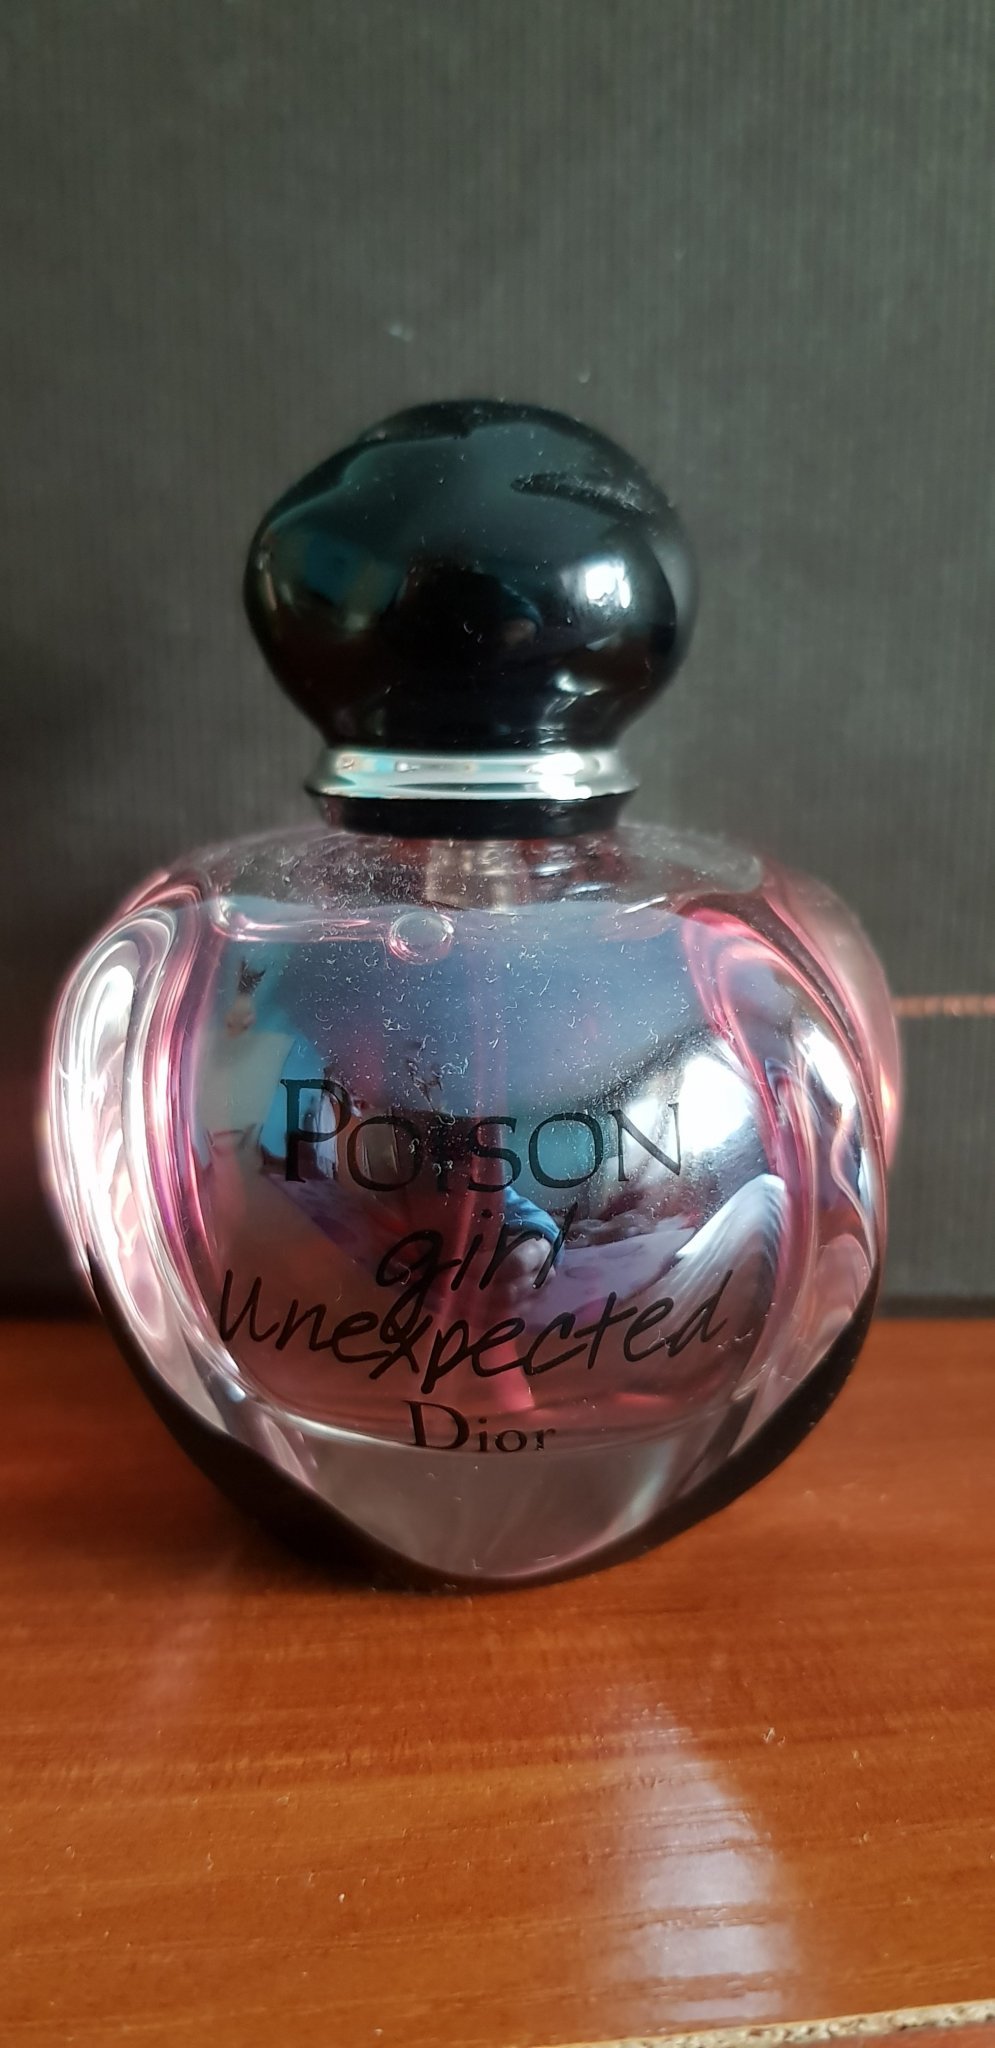 POISON
girl
Unexpected
Dior